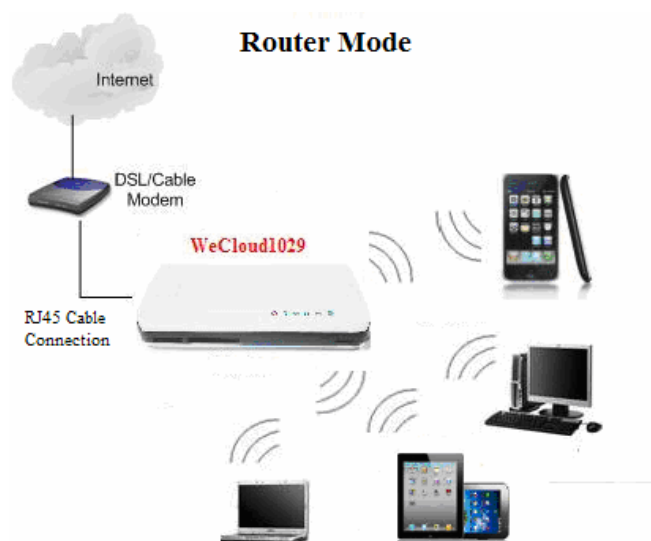 Router Mode
Internet
DSL/Cable
Modem
WeCloud1029
RJ45 Cable
Connection